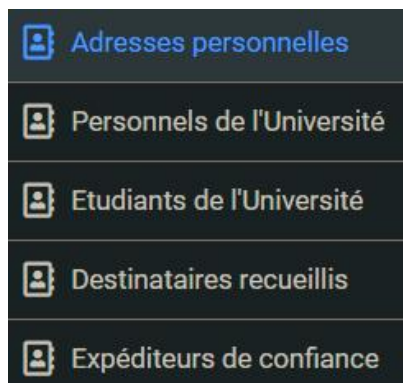 Adresses personnelles
Personnels de l'Université
Etudiants de l'Université
Destinataires recueillis
Expéditeurs de confiance